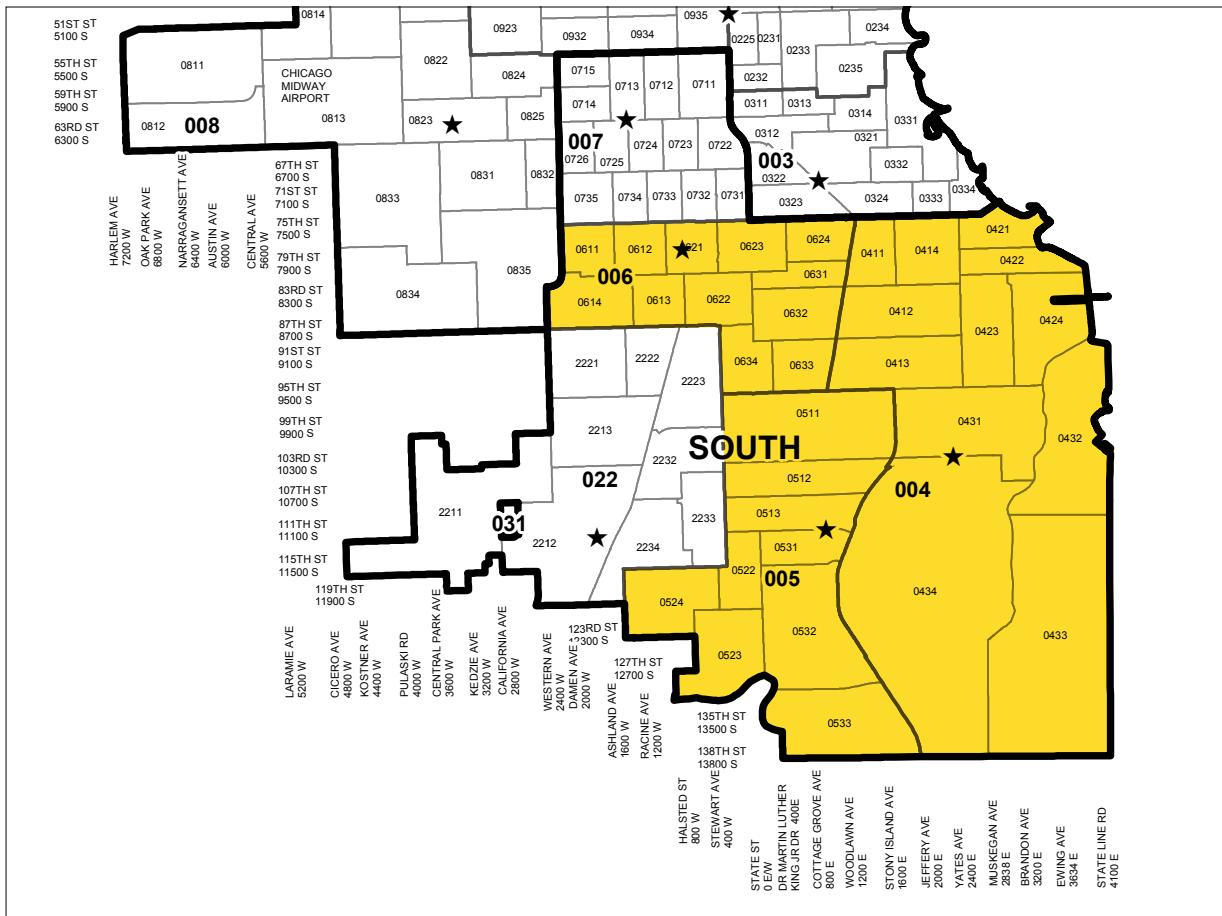 51ST ST
5100 S
55TH ST
5500 S
59TH ST
5900 S
63RD ST
6300 S
67TH ST
6700 S
71ST ST
7100 S
75TH ST
7500 S
79TH ST
7900 S
83RD ST
8300 S
87TH ST
8700 S
91ST ST
9100 S
95TH ST
9500 S
99TH ST
9900 S
103RD ST
10300 S
107TH ST
10700 S
111TH ST
11100 S
115TH ST
11500 S
119TH ST
11900 S
123RD ST
12300 S
127TH ST
12700 S
135TH ST
13500 S
138TH ST
13800 S
HARLEM AVE
7200 W
OAK PARK AVE
6800 W
NARRAGANSETT AVE
6400 W
AUSTIN AVE
6000 W
CENTRAL AVE
5600 W
LARAMIE AVE
5200 W
CICERO AVE
4800 W
KOSTNER AVE
4400 W
PULASKI RD
4000 W
CENTRAL PARK AVE
3600 W
KEDZIE AVE
3200 W
CALIFORNIA AVE
2800 W
WESTERN AVE
2400 W
DAMEN AVE
2000 W
ASHLAND AVE
1600 W
RACINE AVE
1200 W
HALSTED ST
800 W
STEWART AVE
400 W
STATE ST
0 E/W
DR MARTIN LUTHER
KING JR DR 400E
COTTAGE GROVE AVE
800 E
WOODLAWN AVE
1200 E
STONY ISLAND AVE
1600 E
JEFFERY AVE
2000 E
YATES AVE
2400 E
MUSKEGAN AVE
2838 E
BRANDON AVE
3200 E
EWING AVE
3634 E
STATE LINE RD
4100 E
0814
0923
0935
0932
0934
0225
0231
0233
0234
0811
CHICAGO
MIDWAY
AIRPORT
0822
0824
0715
0713
0712
0711
0232
0235
0812
008
0813
0823
0825
0714
007
0311
0313
0314
0331
0726
0725
0724
0723
0722
0312
003
0321
0322
0332
0833
0831
0832
0735
0734
0733
0732
0731
0323
0324
0333
0334
0834
0835
0611
0612
0621
0623
0624
0411
0414
0421
0422
006
0631
0614
0613
0622
0632
0412
0423
0424
0634
0633
0413
2221
2222
2223
0511
0431
0432
2213
2232
SOUTH
022
0512
004
2211
031
2212
2233
2234
0513
0531
0522
005
0434
0524
0532
0523
0433
0533